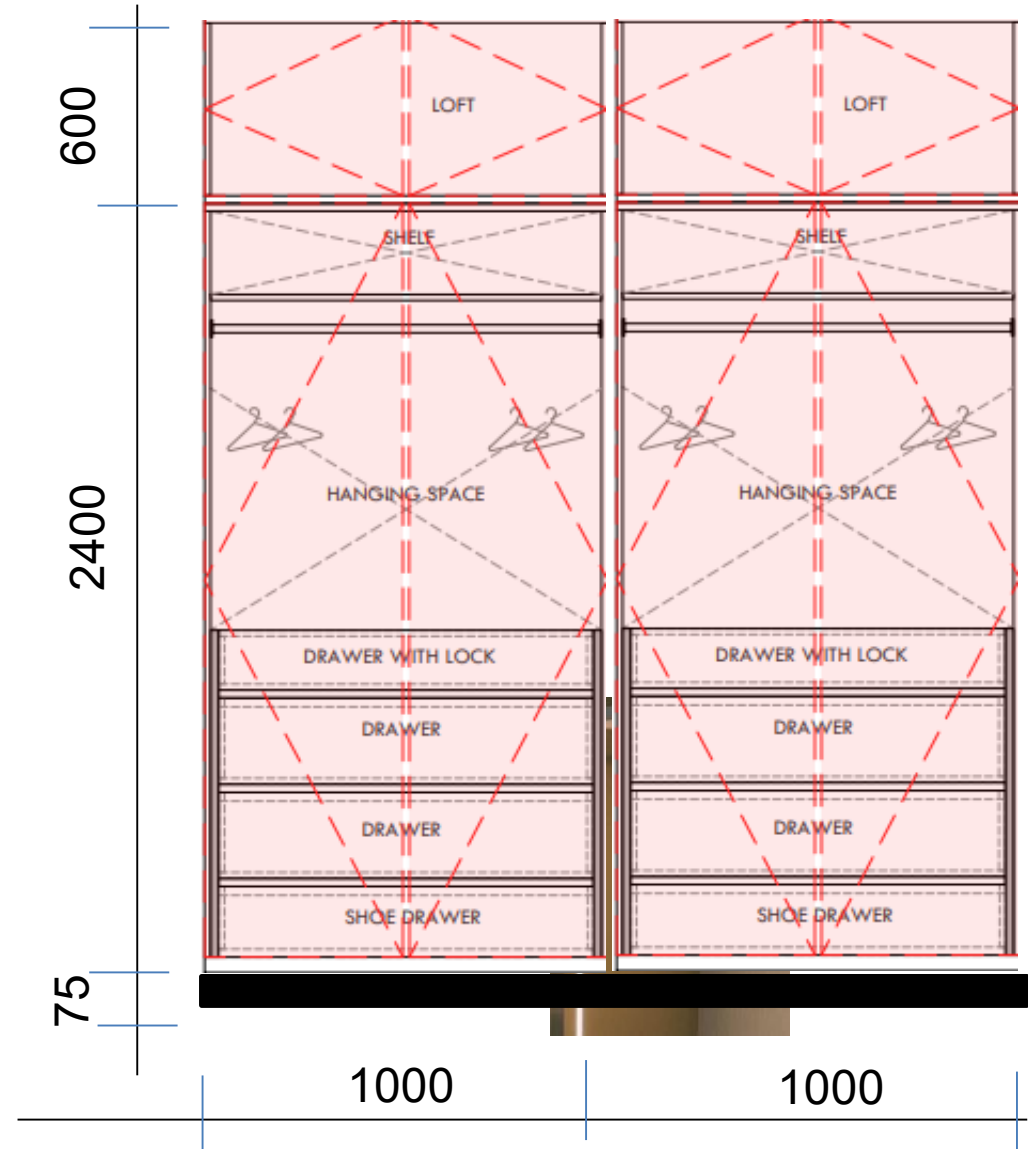 600
LOFT
LOFT
SHELF
SHELF
2400
HANGING SPACE
HANGING SPACE
DRAWER WITH LOCK
DRAWER WITH LOCK
DRAWER
DRAWER
DRAWER
DRAWER
SHOE DRAWER
SHOE DRAWER
75
1000
1000